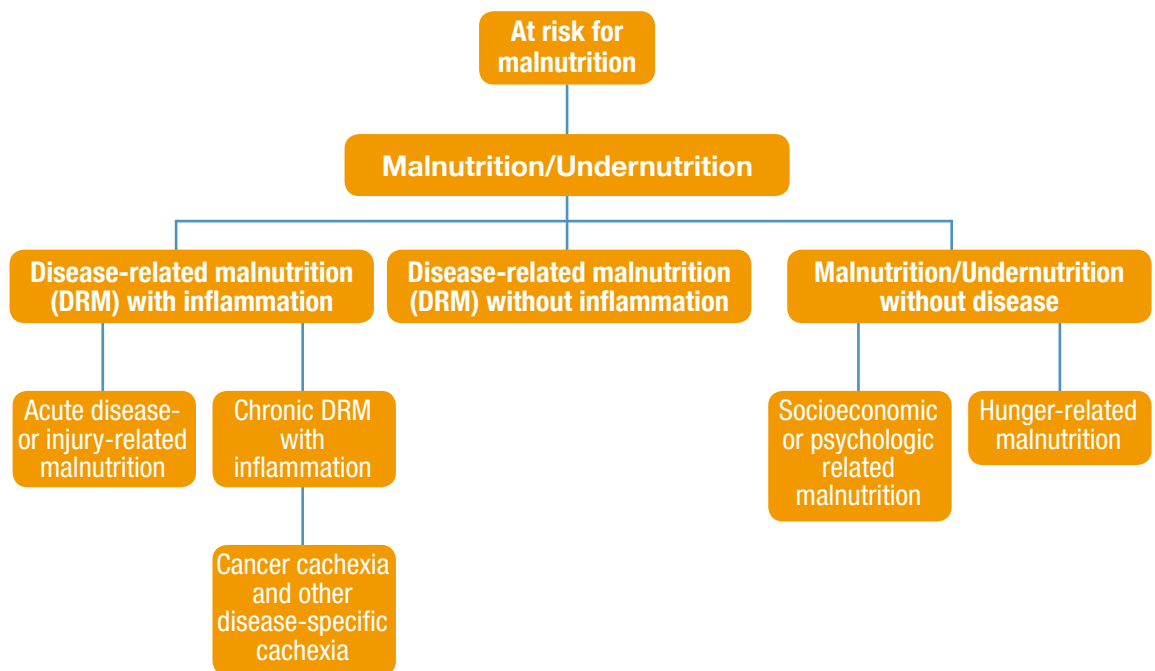 At risk for
malnutrition
Malnutrition/Undernutrition
Disease-related malnutrition
(DRM) with inflammation
Disease-related malnutrition
(DRM) without inflammation
Malnutrition/Undernutrition
without disease
Acute disease-
or injury-related
malnutrition
Chronic DRM
with
inflammation
Socioeconomic
or psychologic
related
malnutrition
Hunger-related
malnutrition
Cancer cachexia
and other
disease-specific
cachexia